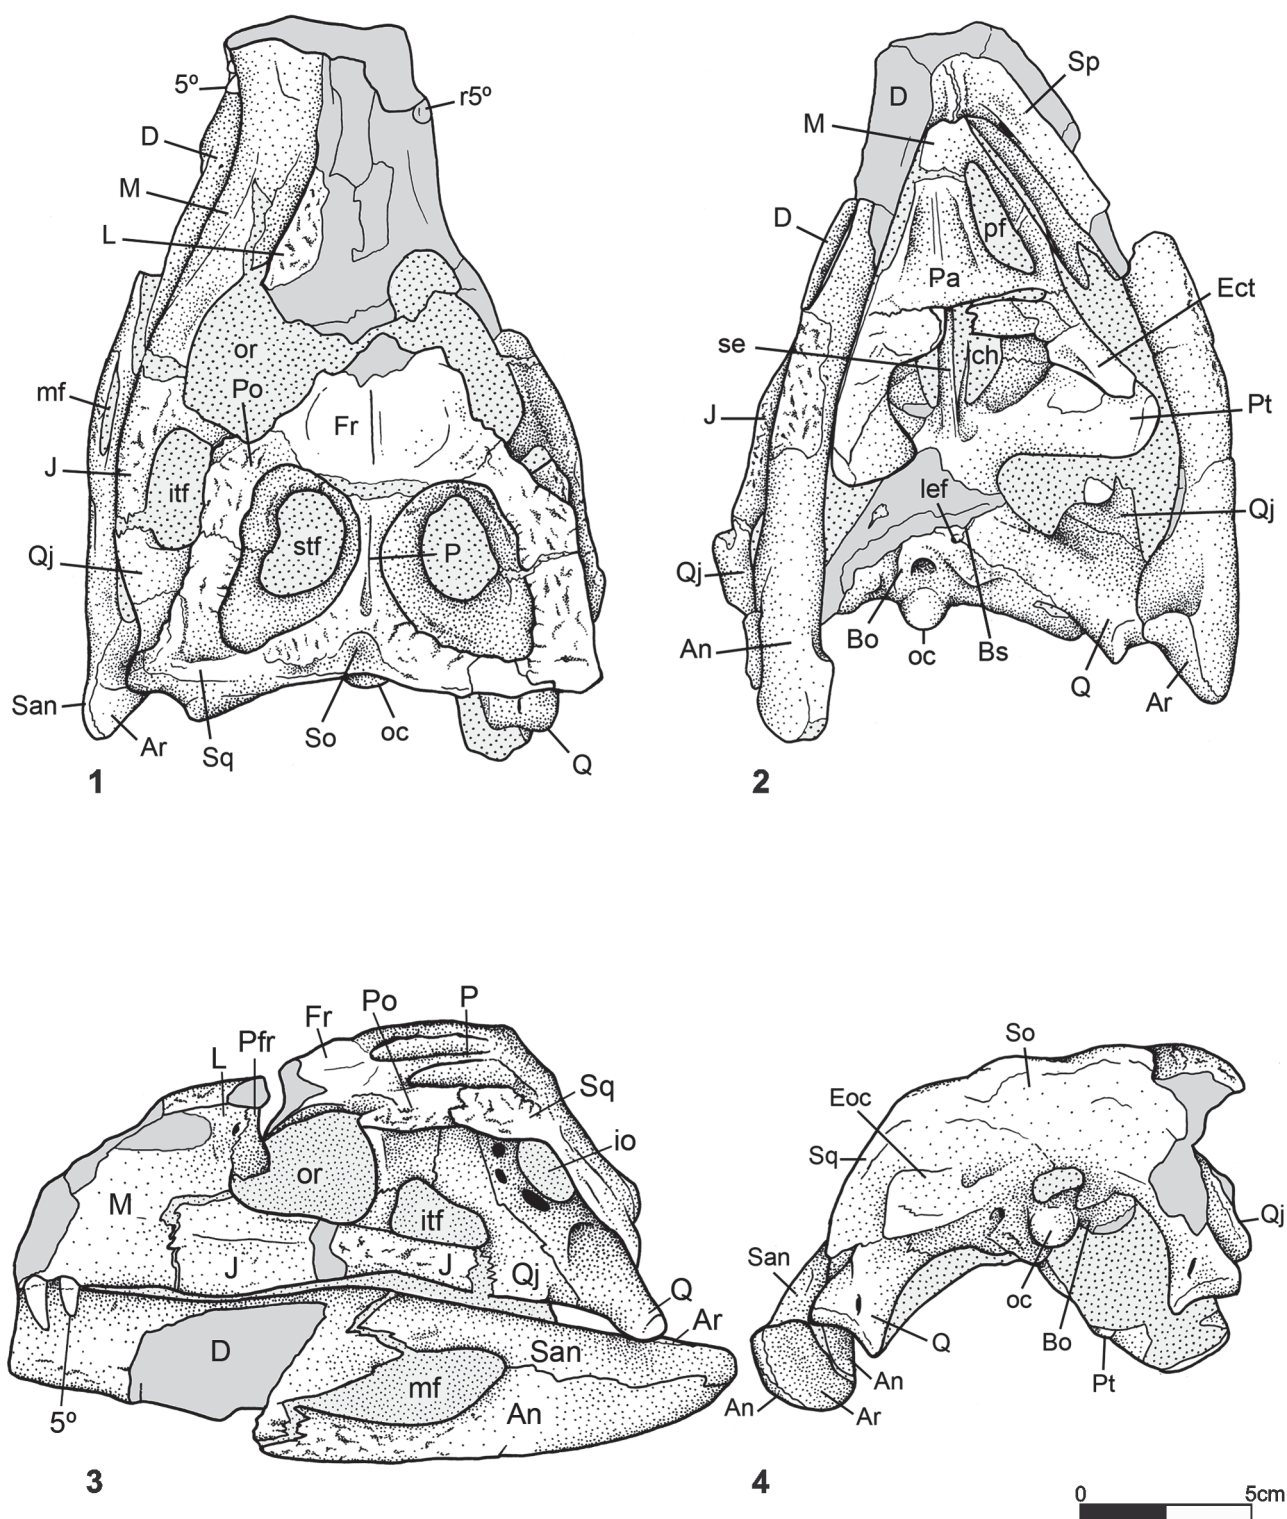 5º
r5º
D
M
L
or
Po
mf
Fr
J
itf
stf
P
Qj
San
Ar
Sq
So
oc
Q
1
Sp
D
M
D
pf
Pa
Ect
se
ch
J
Pt
lef
Qj
Qj
Bo
An
oc
Bs
Q
Ar
2
P
Po
Fr
Pfr
L
Sq
io
or
M
itf
J
J
Qj
Q
Ar
D
San
mf
An
5º
3
So
Eoc
Sq
Qj
San
oc
Q
Bo
An
Pt
An
Ar
4
0 5cm